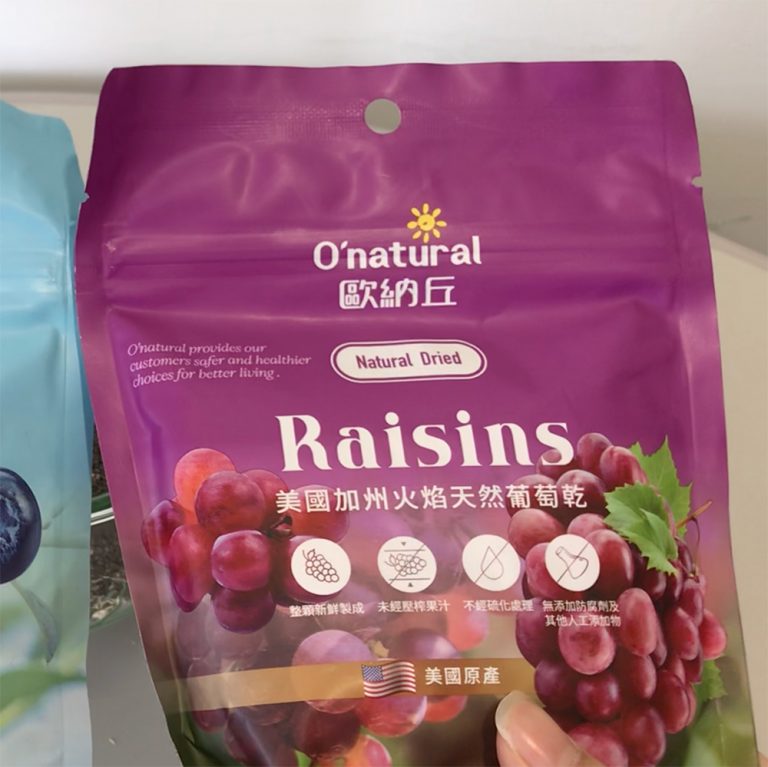 O'natural
歐納丘
O'natural provides our
customers safer and healthier
choices for better living.
Natural Dried
Raisins
美國加州火焰天然葡萄乾
整顆新鮮製成
未經壓榨果汁
不經硫化處理
無添加防腐劑及
其他人工添加物
美國原產